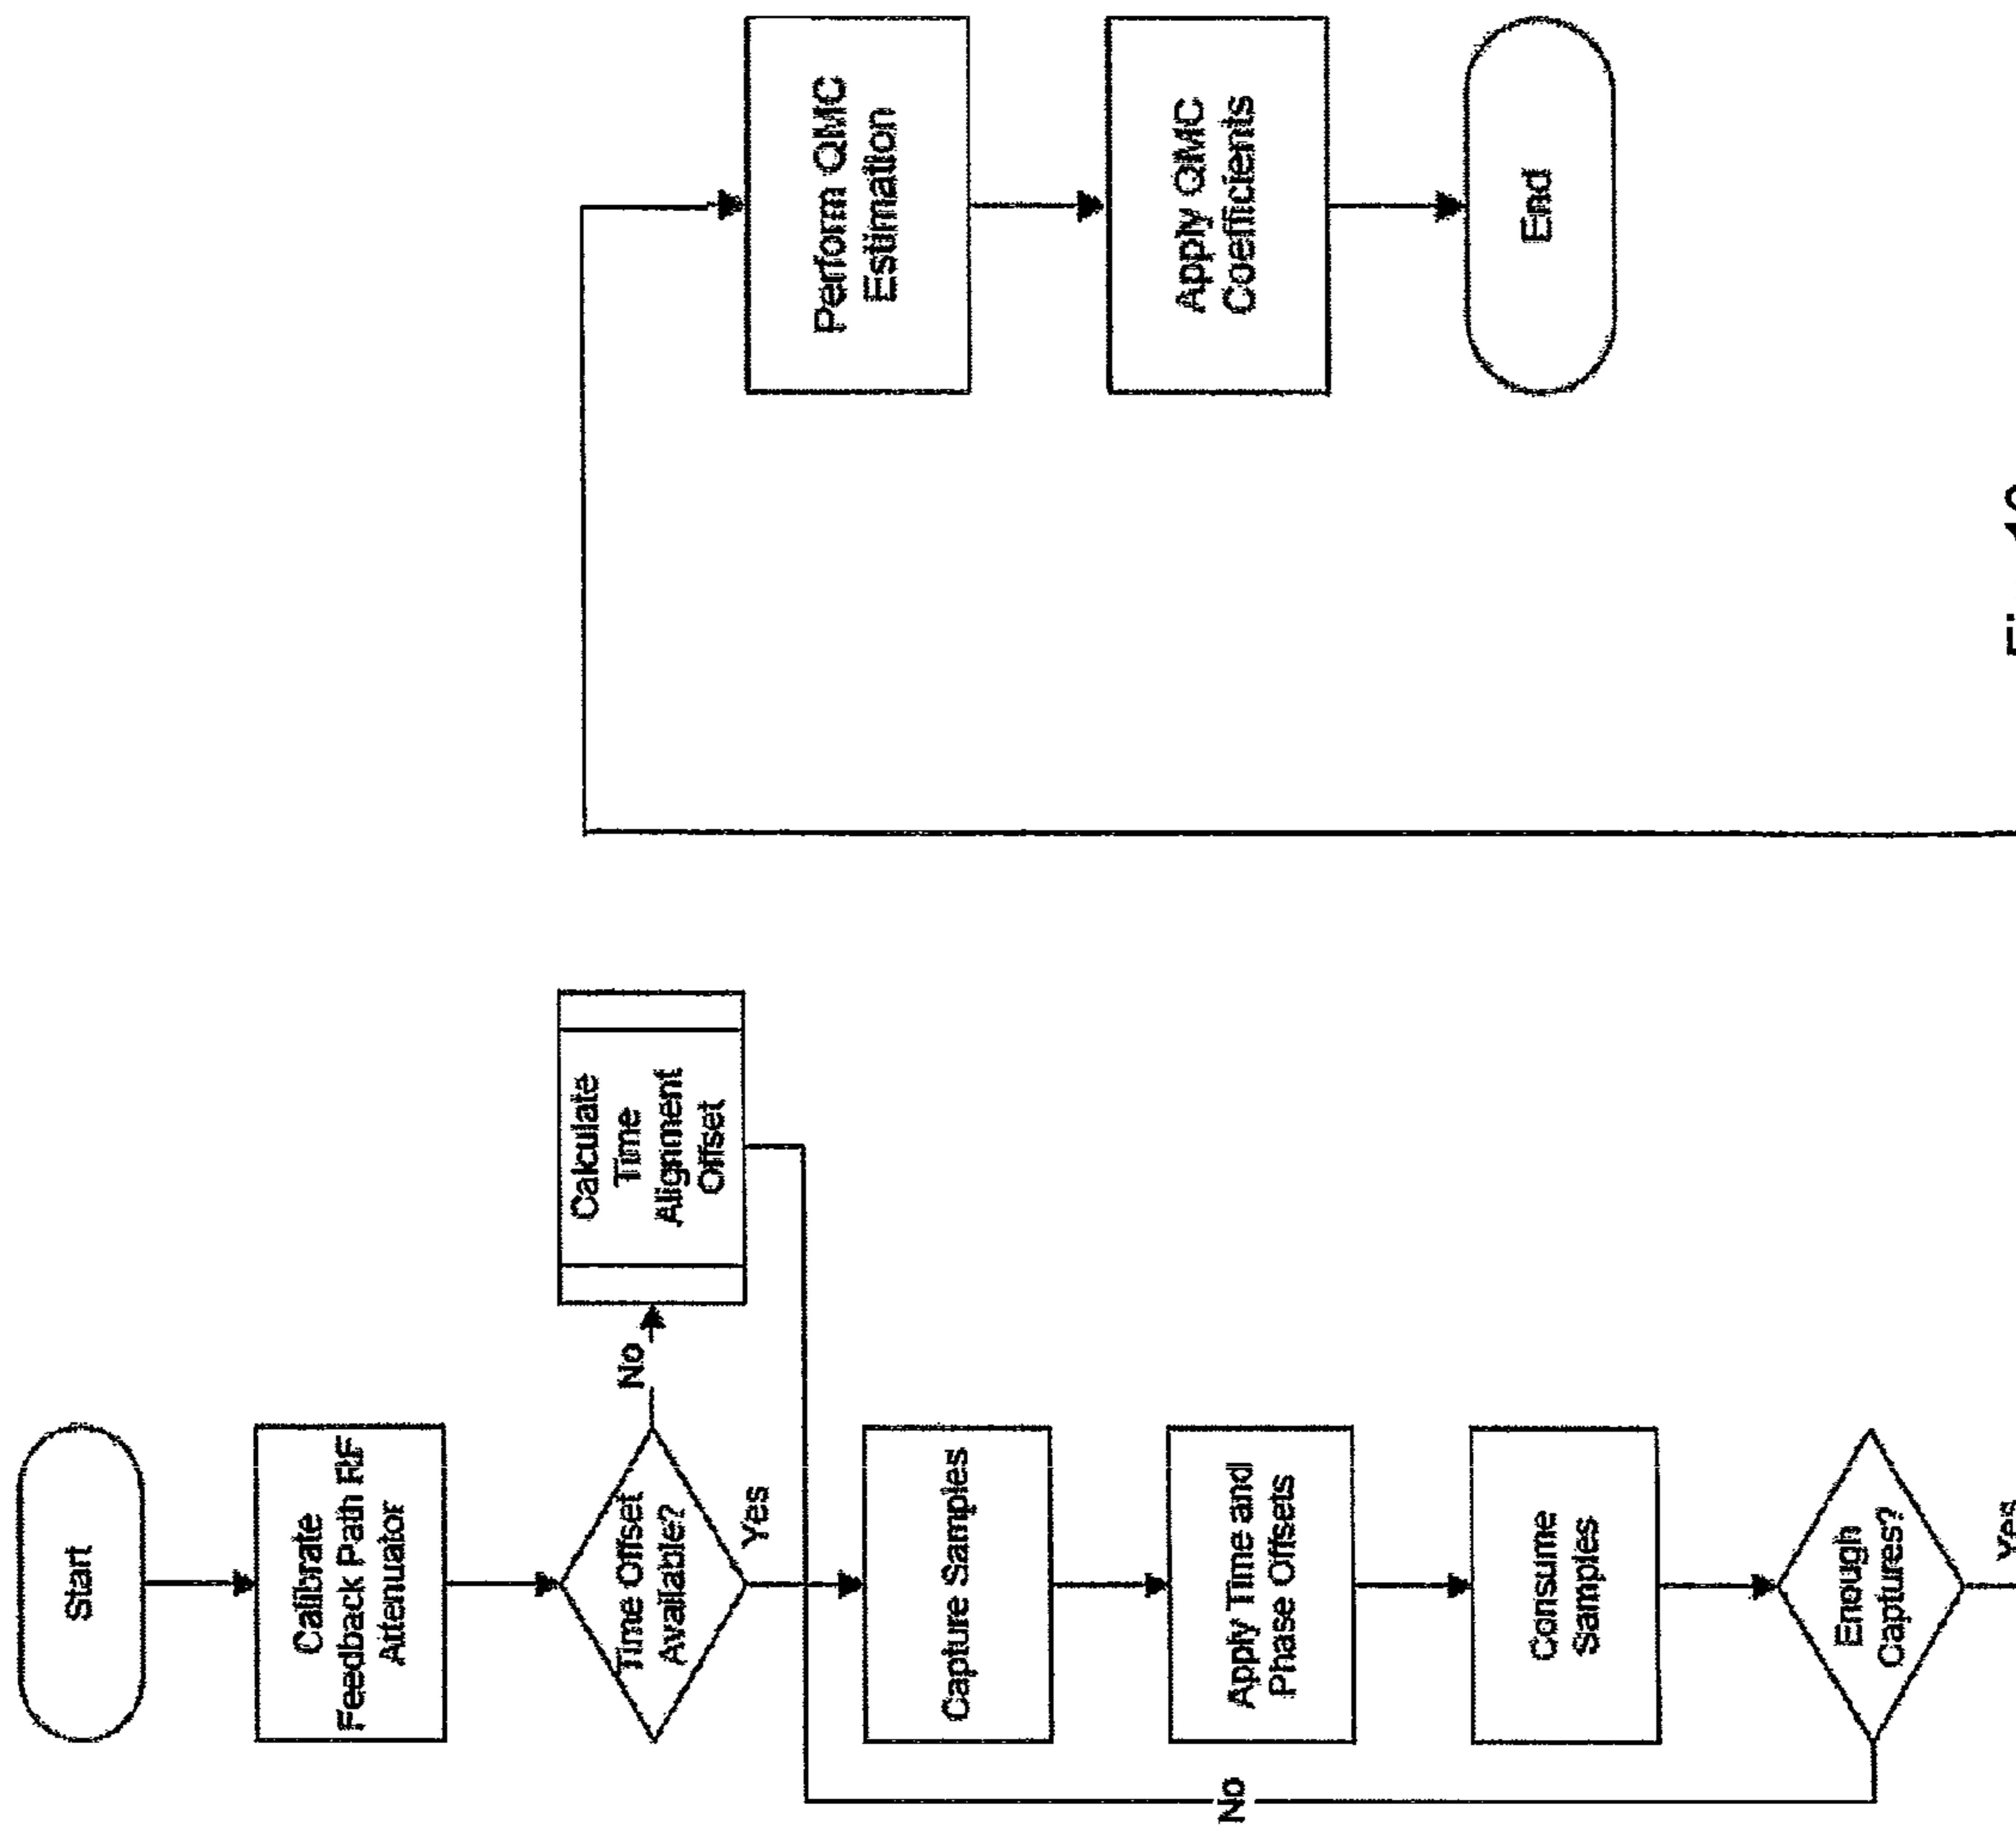 Start
Calibrate
Feedback Path RF
Attenuator
Time Offset
Available?
No
Calculate
Time
Alignment
Offset
Yes
Capture Samples
Apply Time and
Phase Offsets
Consume
Samples
Enough
Captures?
No
Yes
Perform QMC
Estimation
Apply QMC
Coefficients
End